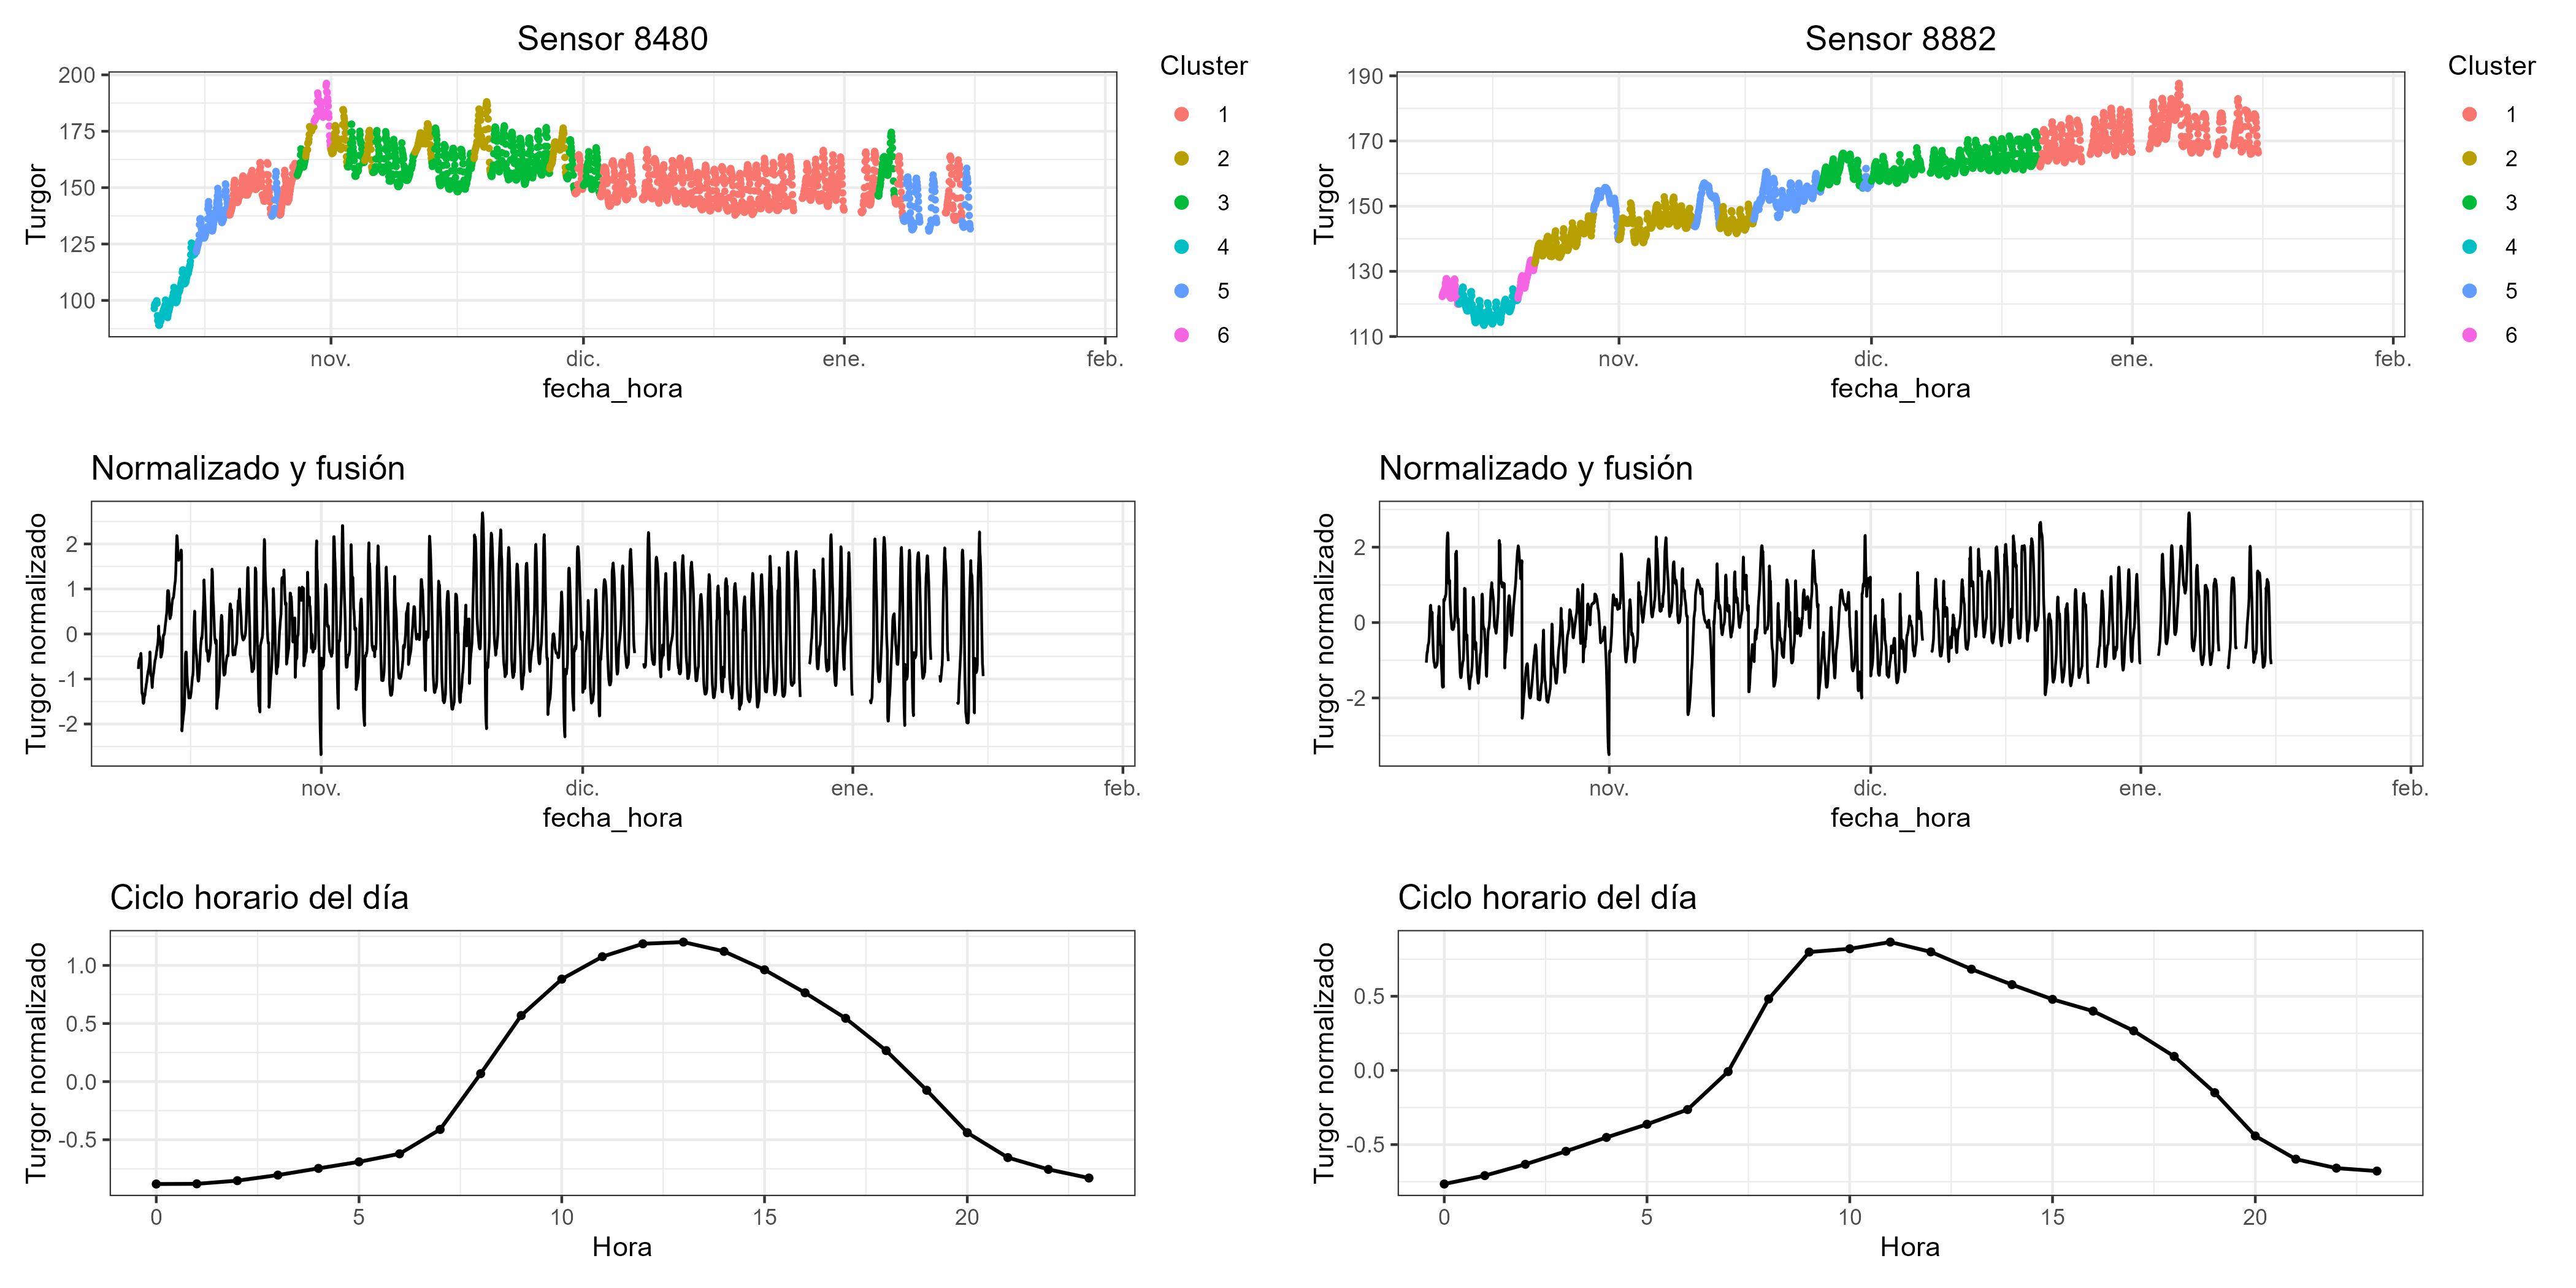 Sensor 8480
Cluster
200
175
150
125
100
Turgor
1
2
3
4
5
6
nov.
dic.
ene.
feb.
fecha_hora
Sensor 8882
Cluster
190
170
150
130
110
Turgor
1
2
3
4
5
6
nov.
dic.
ene.
feb.
fecha_hora
Normalizado y fusión
Turgor normalizado
2
1
0
-1
-2
nov.
dic.
ene.
feb.
fecha_hora
Normalizado y fusión
Turgor normalizado
2
0
-2
nov.
dic.
ene.
feb.
fecha_hora
Ciclo horario del día
Turgor normalizado
1.0
0.5
0.0
-0.5
0
5
10
15
20
Hora
Ciclo horario del día
Turgor normalizado
0.5
0.0
-0.5
0
5
10
15
20
Hora